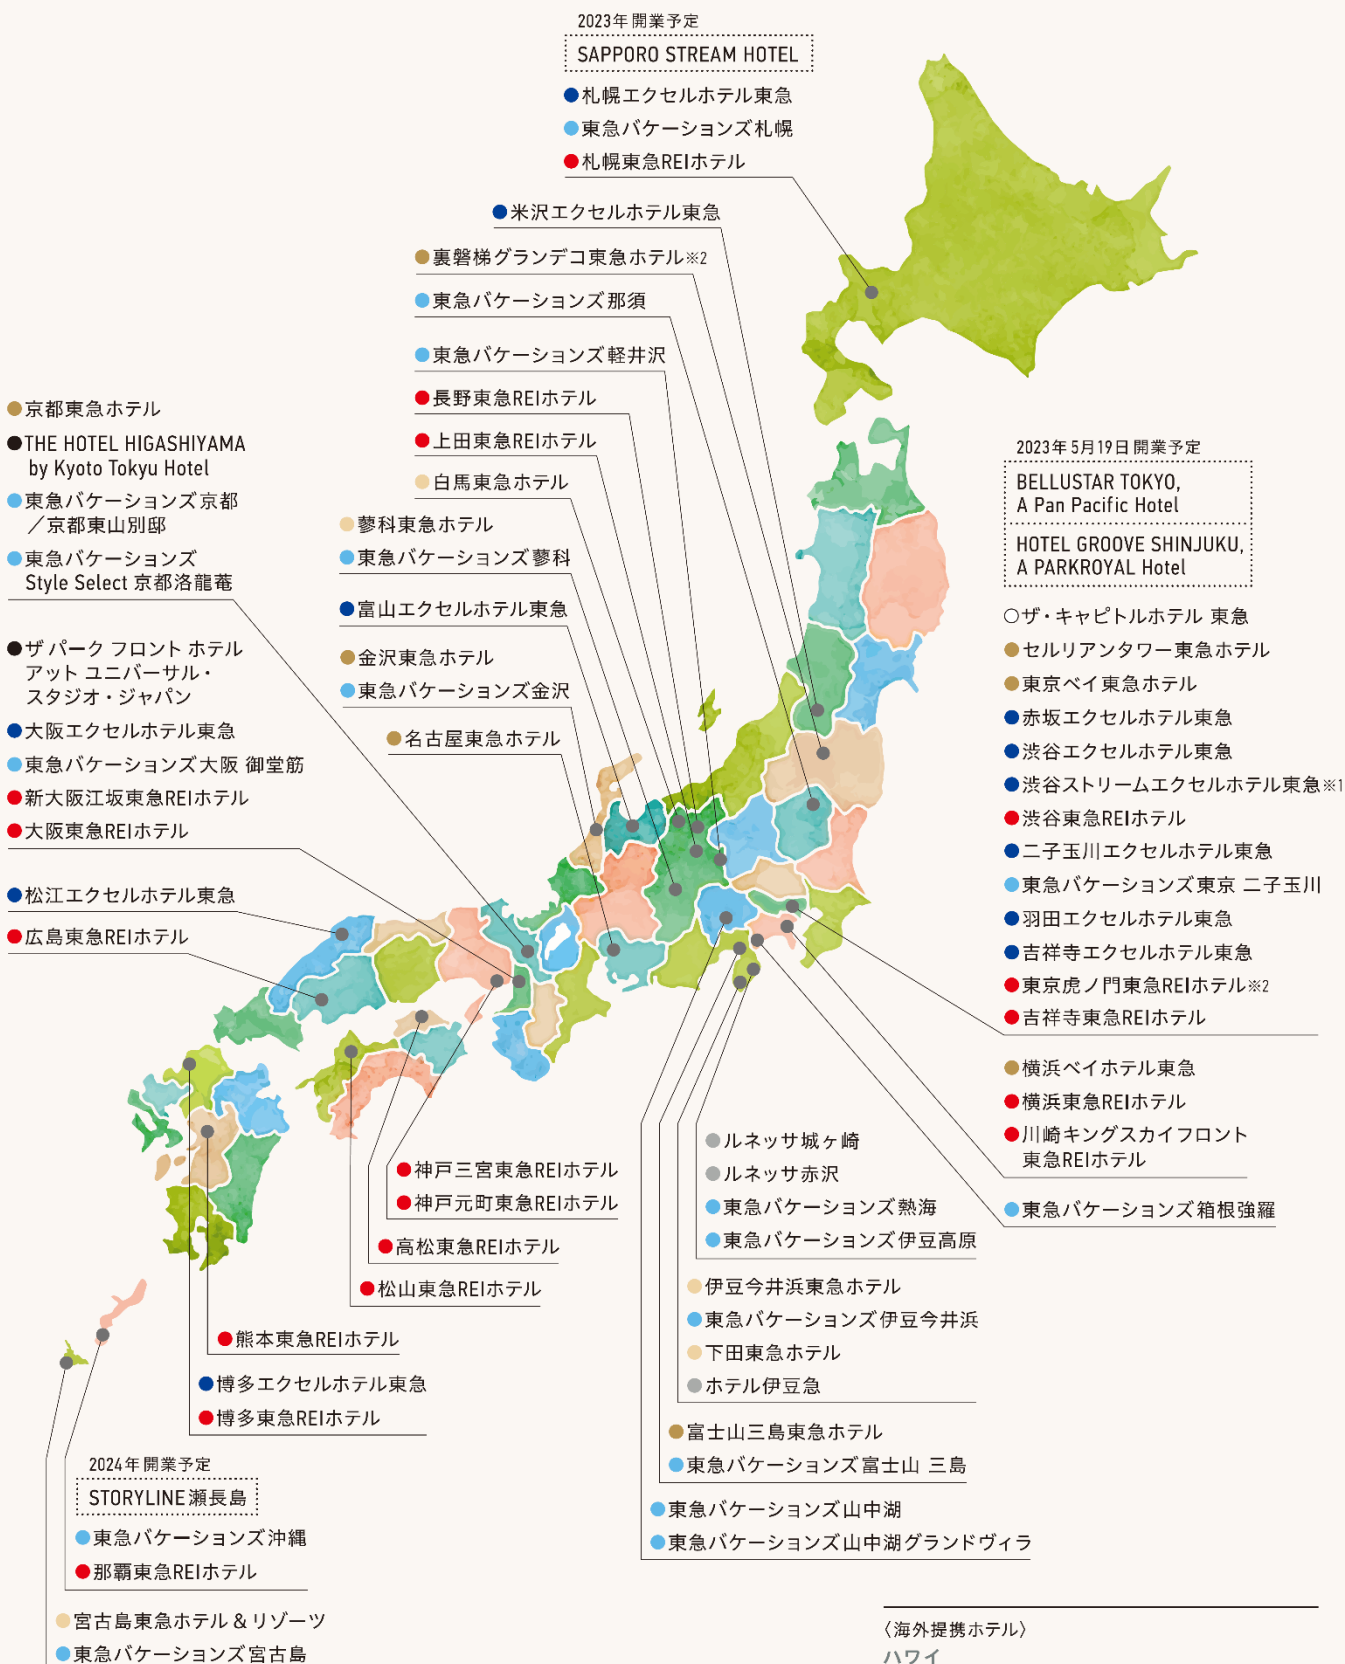 2023年開業予定
SAPPORO STREAM HOTEL
札幌エクセルホテル東急
東急バケーションズ札幌
札幌東急REIホテル
米沢エクセルホテル東急
裏磐梯グランデコ東急ホテル※2
東急バケーションズ那須
東急バケーションズ軽井沢
長野東急REIホテル
上田東急REIホテル
白馬東急ホテル
蓼科東急ホテル
東急バケーションズ蓼科
富山エクセルホテル東急
金沢東急ホテル
東急バケーションズ金沢
名古屋東急ホテル
京都東急ホテル
THE HOTEL HIGASHIYAMA
by Kyoto Tokyu Hotel
東急バケーションズ京都
／京都東山別邸
東急バケーションズ
Style Select 京都洛龍菴
ザ パーク フロント ホテル
アット ユニバーサル・
スタジオ・ジャパン
大阪エクセルホテル東急
東急バケーションズ大阪 御堂筋
新大阪江坂東急REIホテル
大阪東急REIホテル
松江エクセルホテル東急
広島東急REIホテル
2023年5月19日開業予定
BELLUSTAR TOKYO,
A Pan Pacific Hotel
HOTEL GROOVE SHINJUKU,
A PARKROYAL Hotel
ザ・キャピトルホテル 東急
セルリアンタワー東急ホテル
東京ベイ東急ホテル
赤坂エクセルホテル東急
渋谷エクセルホテル東急
渋谷ストリームエクセルホテル東急※1
渋谷東急REIホテル
二子玉川エクセルホテル東急
東急バケーションズ東京 二子玉川
羽田エクセルホテル東急
吉祥寺エクセルホテル東急
東京虎ノ門東急REIホテル※2
吉祥寺東急REIホテル
横浜ベイホテル東急
横浜東急REIホテル
川崎キングスカイフロント
東急REIホテル
東急バケーションズ箱根強羅
ルネッサ城ヶ崎
ルネッサ赤沢
東急バケーションズ熱海
東急バケーションズ伊豆高原
伊豆今井浜東急ホテル
東急バケーションズ伊豆今井浜
下田東急ホテル
ホテル伊豆急
富士山三島東急ホテル
東急バケーションズ富士山 三島
東急バケーションズ山中湖
東急バケーションズ山中湖グランドヴィラ
神戸三宮東急REIホテル
神戸元町東急REIホテル
高松東急REIホテル
松山東急REIホテル
熊本東急REIホテル
博多エクセルホテル東急
博多東急REIホテル
2024年開業予定
STORYLINE瀬長島
東急バケーションズ沖縄
那覇東急REIホテル
宮古島東急ホテル＆リゾーツ
東急バケーションズ宮古島
〈海外提携ホテル〉
ハワイ